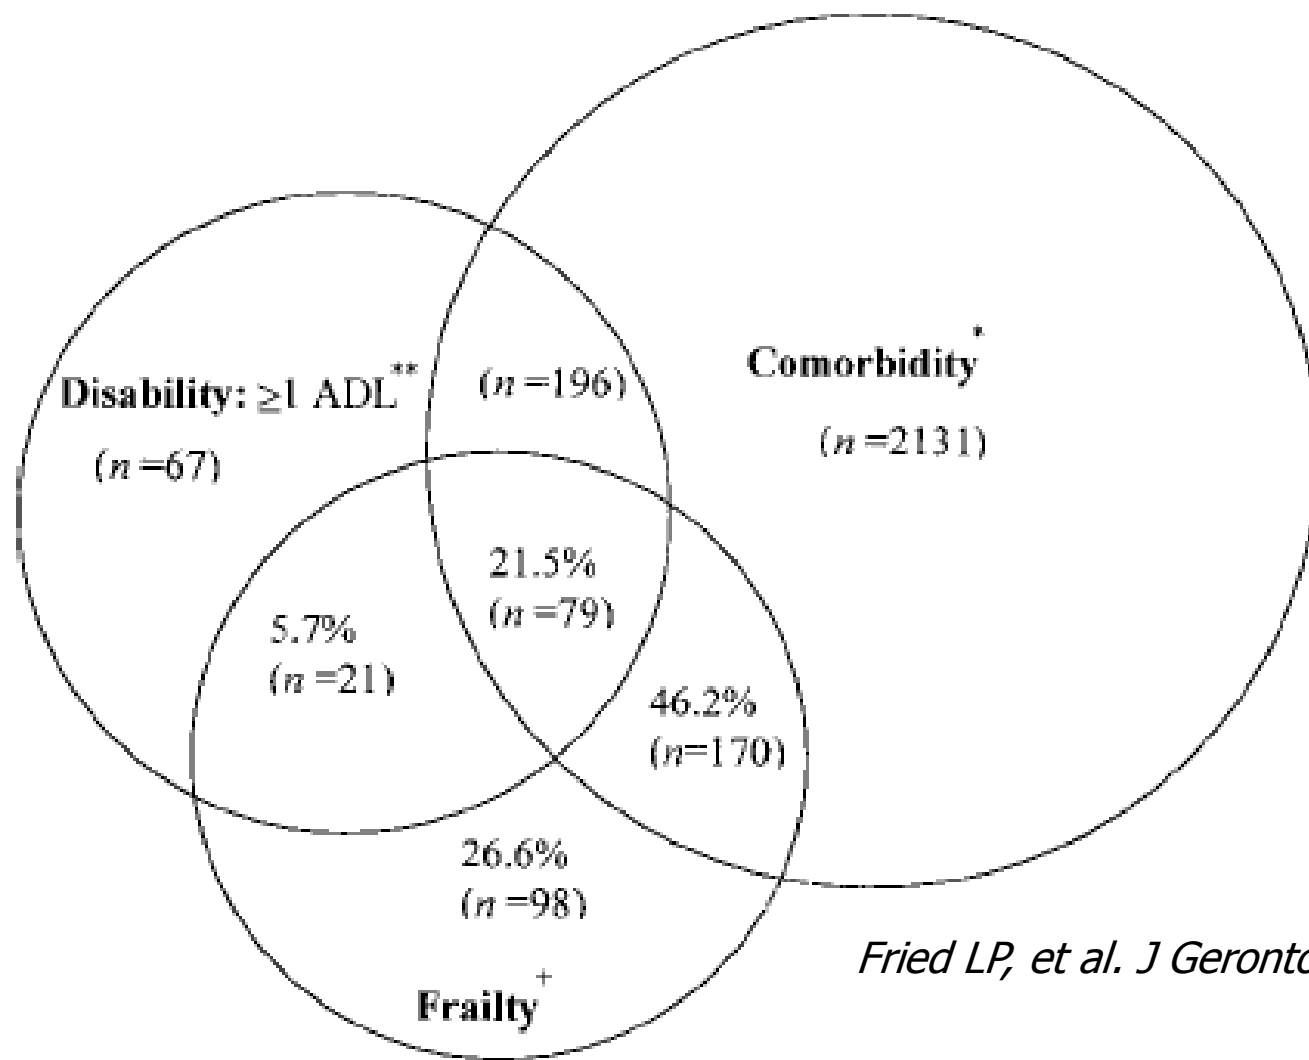 Comorbidity*
(n=2131)
Disability: ≥1 ADL**
(n=67)
(n=196)
21.5%
(n=79)
5.7%
(n=21)
46.2%
(n=170)
26.6%
(n=98)
Frailty+
Fried LP, et al. J Geronto